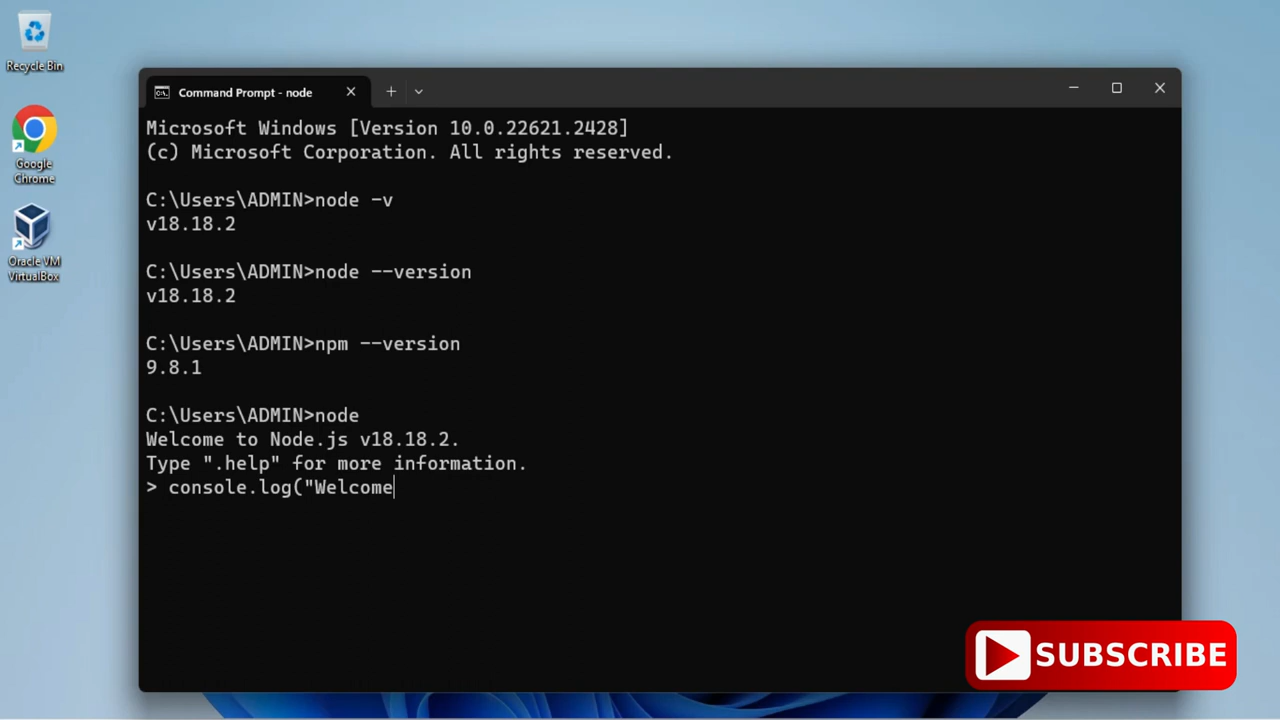 Recycle Bin
Google
Chrome
Oracle VM
VirtualBox
Command Prompt - node
Microsoft Windows [Version 10.0.22621.2428]
(c) Microsoft Corporation. All rights reserved.
C:\Users\ADMIN>node -v
v18.18.2
C:\Users\ADMIN>node --version
v18.18.2
C:\Users\ADMIN>npm --version
9.8.1
C:\Users\ADMIN>node
Welcome to Node.js v18.18.2.
Type ".help" for more information.
> console.log("Welcome
SUBSCRIBE